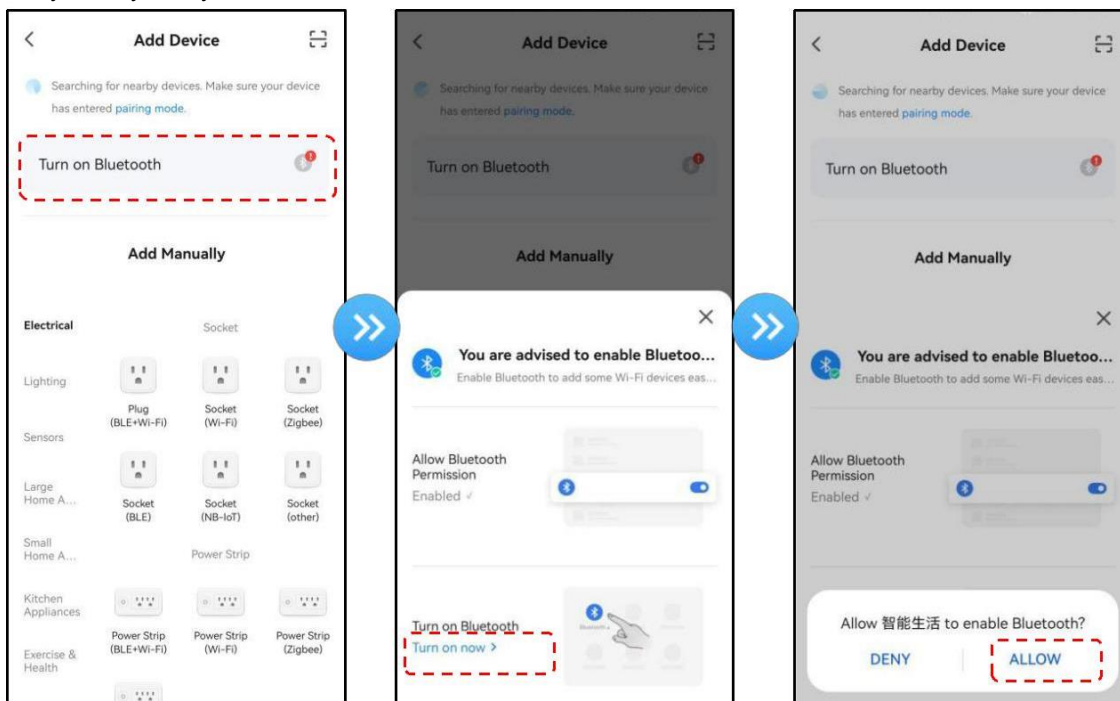 Add Device
Searching for nearby devices. Make sure your device
has entered pairing mode.
Turn on Bluetooth
Add Manually
Electrical
Lighting
Sensors
Large
Home A...
Small
Home A...
Kitchen
Appliances
Exercise &
Health
Socket
Plug
(BLE+Wi-Fi)
Socket
(Wi-Fi)
Socket
(Zigbee)
Socket
(BLE)
Socket
(NB-IoT)
Socket
(other)
Power Strip
Power Strip
(BLE+Wi-Fi)
Power Strip
(Wi-Fi)
Power Strip
(Zigbee)
Add Device
Searching for nearby devices. Make sure your device
has entered pairing mode.
Turn on Bluetooth
Add Manually
You are advised to enable Bluetoo...
Enable Bluetooth to add some Wi-Fi devices eas...
Allow Bluetooth
Permission
Enabled ✓
Turn on Bluetooth
Turn on now >
Add Device
Searching for nearby devices. Make sure your device
has entered pairing mode.
Turn on Bluetooth
Add Manually
You are advised to enable Bluetoo...
Enable Bluetooth to add some Wi-Fi devices eas...
Allow Bluetooth
Permission
Enabled ✓
Allow 智能生活 to enable Bluetooth?
DENY
ALLOW